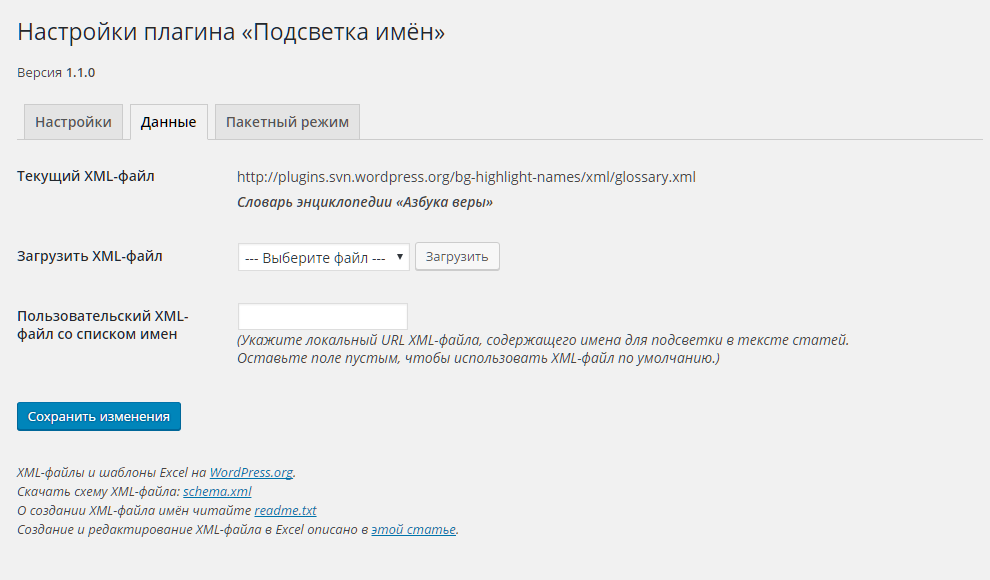 Настройки плагина «Подсветка имён»
Версия 1.1.0
Настройки Данные Пакетный режим
Текущий XML-файл http://plugins.svn.wordpress.org/bg-highlight-names/xml/glossary.xml
Словарь энциклопедии «Азбука веры»
Загрузить XML-файл --- Выберите файл --- Загрузить
Пользовательский XML-
файл со списком имен
(Укажите локальный URL XML-файла, содержащего имена для подсветки в тексте статей.
Оставьте поле пустым, чтобы использовать XML-файл по умолчанию.)
Сохранить изменения
XML-файлы и шаблоны Excel на WordPress.org.
Скачать схему XML-файла: schema.xml
О создании XML-файла имён читайте readme.txt
Создание и редактирование XML-файла в Excel описано в этой статье.